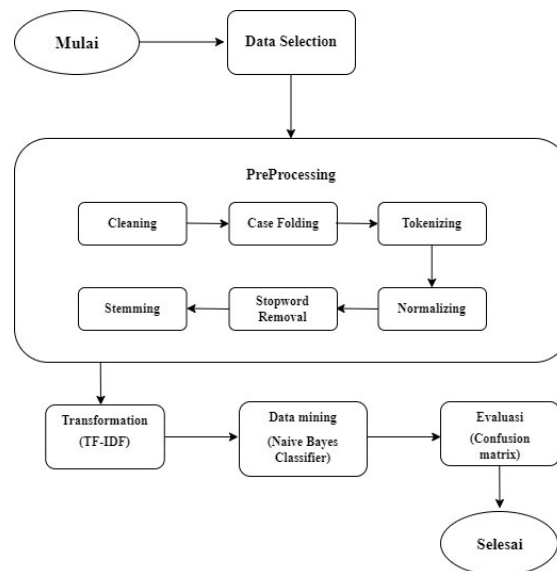 Mulai
Data Selection
PreProcessing
Cleaning
Case Folding
Tokenizing
Normalizing
Stopword
Removal
Stemming
Transformation
(TF-IDF)
Data mining
(Naive Bayes
Classifier)
Evaluasi
(Confusion
matrix)
Selesai